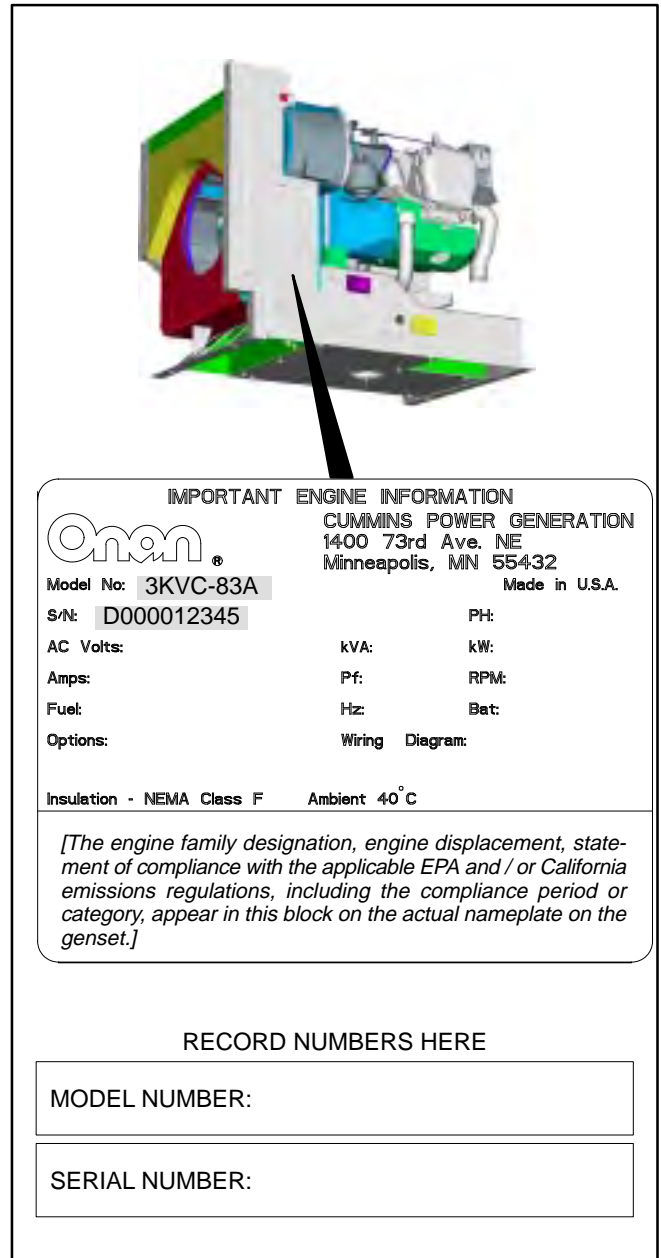 IMPORTANT ENGINE INFORMATION
Onan ®
CUMMINS POWER GENERATION
1400 73rd Ave. NE
Minneapolis, MN 55432
Model No: 3KVC-83A
Made in U.S.A.
S/N: D000012345
PH:
AC Volts:
kVA:
kW:
Amps:
Pf:
RPM:
Fuel:
Hz:
Bat:
Options:
Wiring Diagram:
Insulation - NEMA Class F
Ambient 40°C
[The engine family designation, engine displacement, state-
ment of compliance with the applicable EPA and / or California
emissions regulations, including the compliance period or
category, appear in this block on the actual nameplate on the
genset.]
RECORD NUMBERS HERE
MODEL NUMBER:
SERIAL NUMBER: